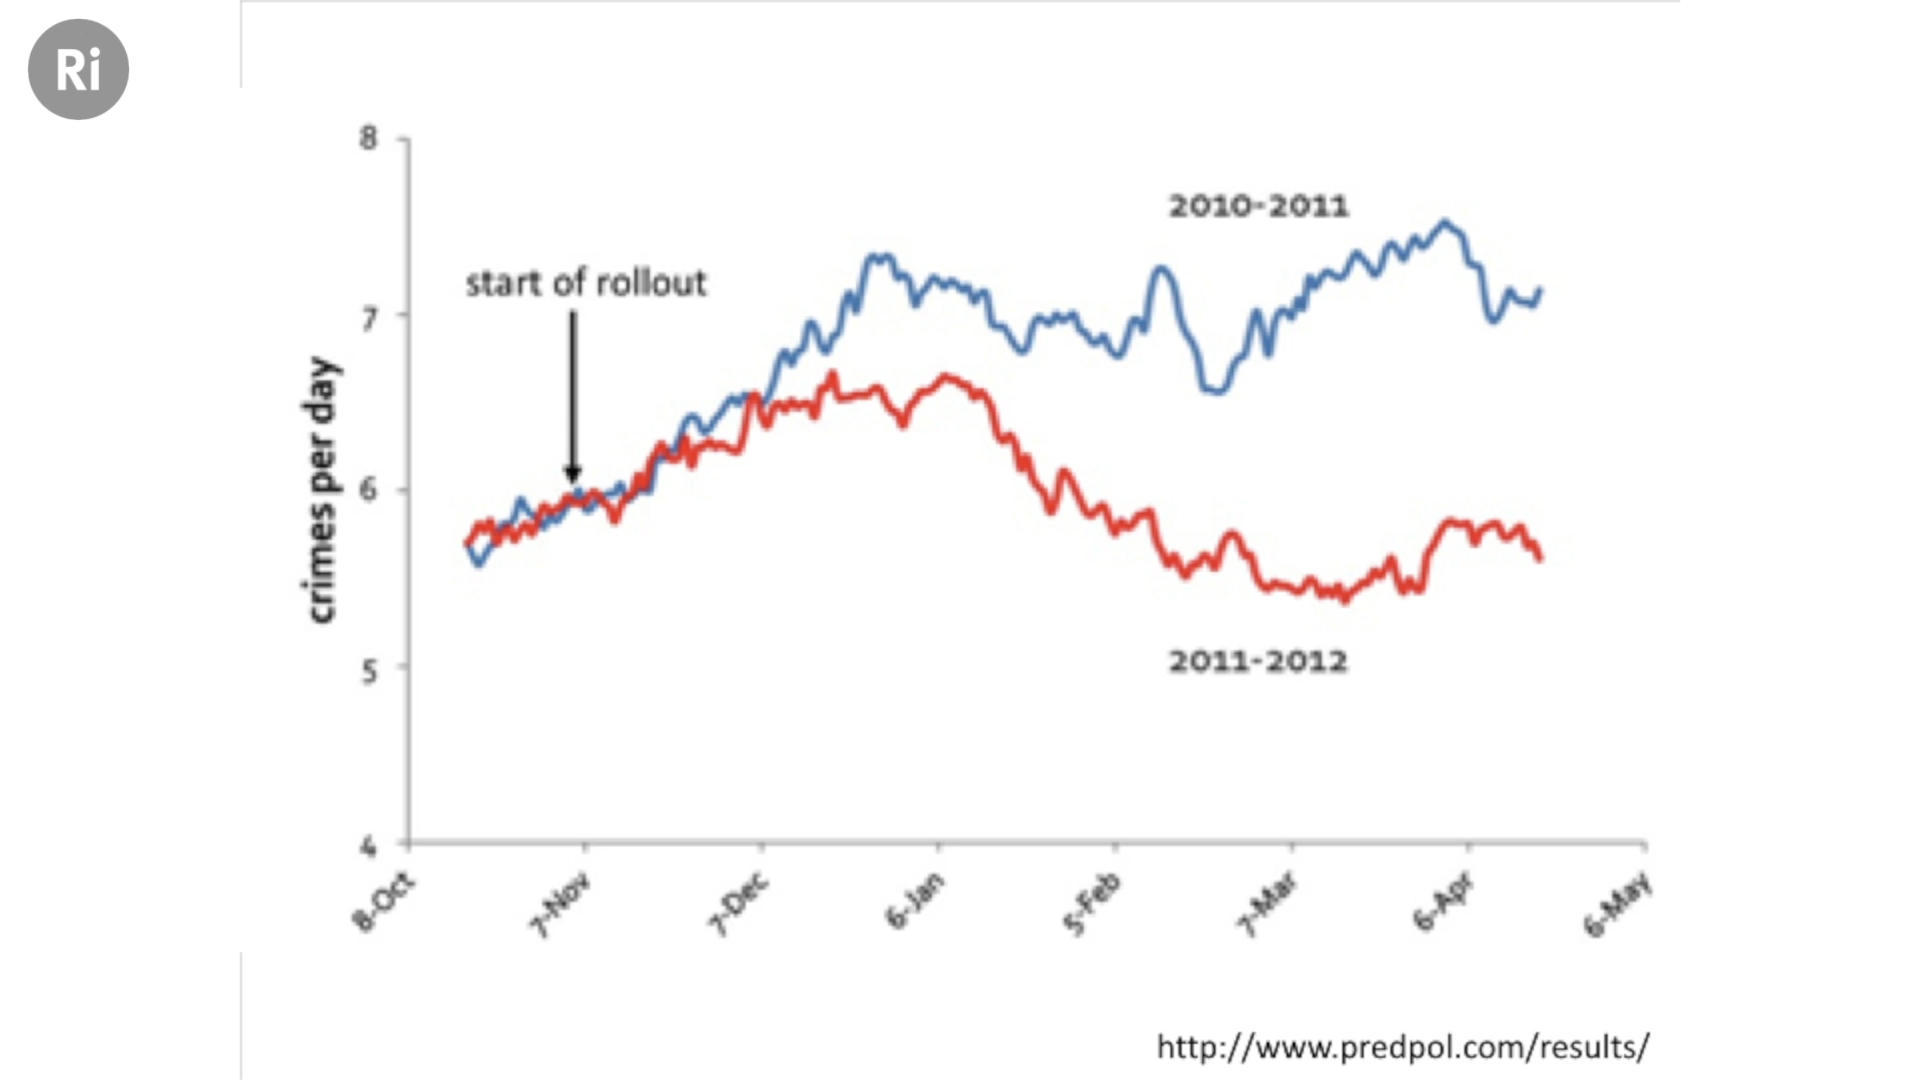 Ri
8
2010-2011
start of rollout
7
crimes per day
6
5
2011-2012
4
8-Oct
7-Nov
7-Dec
6-Jan
5-Feb
7-Mar
6-Apr
6-May
http://www.predpol.com/results/